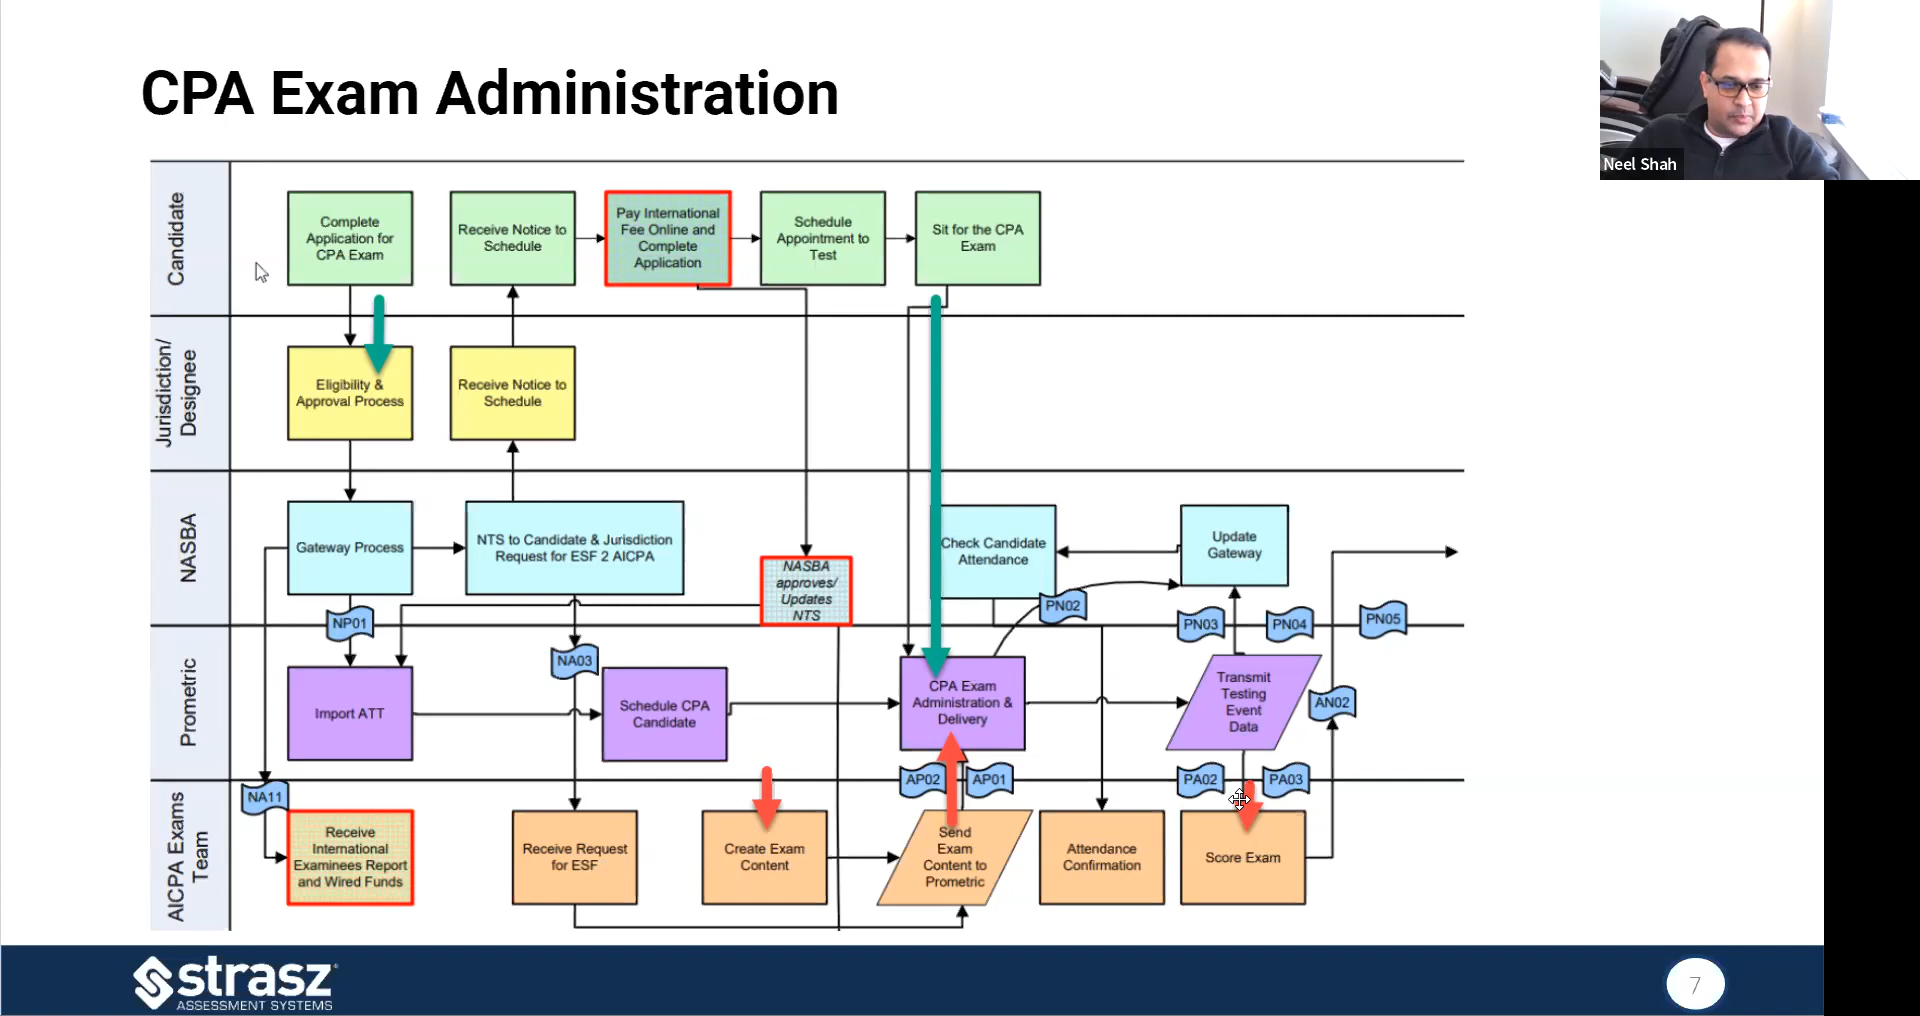 CPA Exam Administration
Neel Shah
Candidate
Complete
Application for
CPA Exam
Receive Notice to
Schedule
Pay International
Fee Online and
Complete
Application
Schedule
Appointment to
Test
Sit for the CPA
Exam
Jurisdiction/
Designee
Eligibility &
Approval Process
Receive Notice to
Schedule
NASBA
Gateway Process
NTS to Candidate & Jurisdiction
Request for ESF 2 AICPA
NASBA
approves/
Updates
NTS
Check Candidate
Attendance
Update
Gateway
NP01
PN02
PN03
PN04
PN05
Prometric
Import ATT
NA03
Schedule CPA
Candidate
CPA Exam
Administration &
Delivery
Transmit
Testing
Event
Data
AN02
AICPA Exams
Team
NA11
AP02
AP01
PA02
PA03
Receive
International
Examinees Report
and Wired Funds
Receive Request
for ESF
Create Exam
Content
Send
Exam
Content to
Prometric
Attendance
Confirmation
Score Exam
strasz
ASSESSMENT SYSTEMS
7